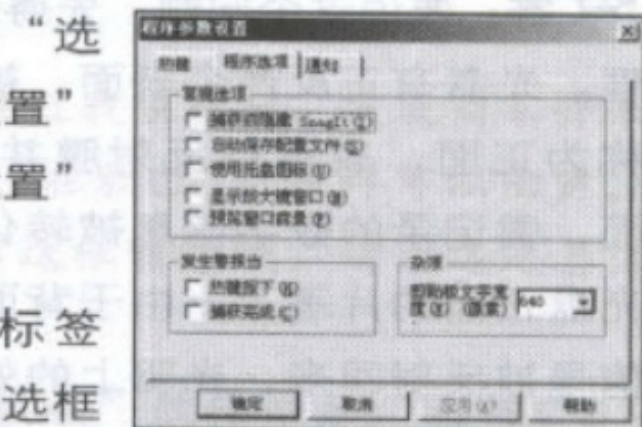 “选
置”
置”
标签
选框
程序参数设置
热键 程序选项 通知
常规选项
捕获前隐藏 SnagIt(I)
自动保存配置文件(S)
使用托盘图标(U)
显示放大镜窗口(M)
预览窗口前景(P)
发生警报当
热键按下(K)
捕获完成(C)
杂项
剪贴板文字宽
度(W) (像素) 640
确定 取消 应用(A) 帮助